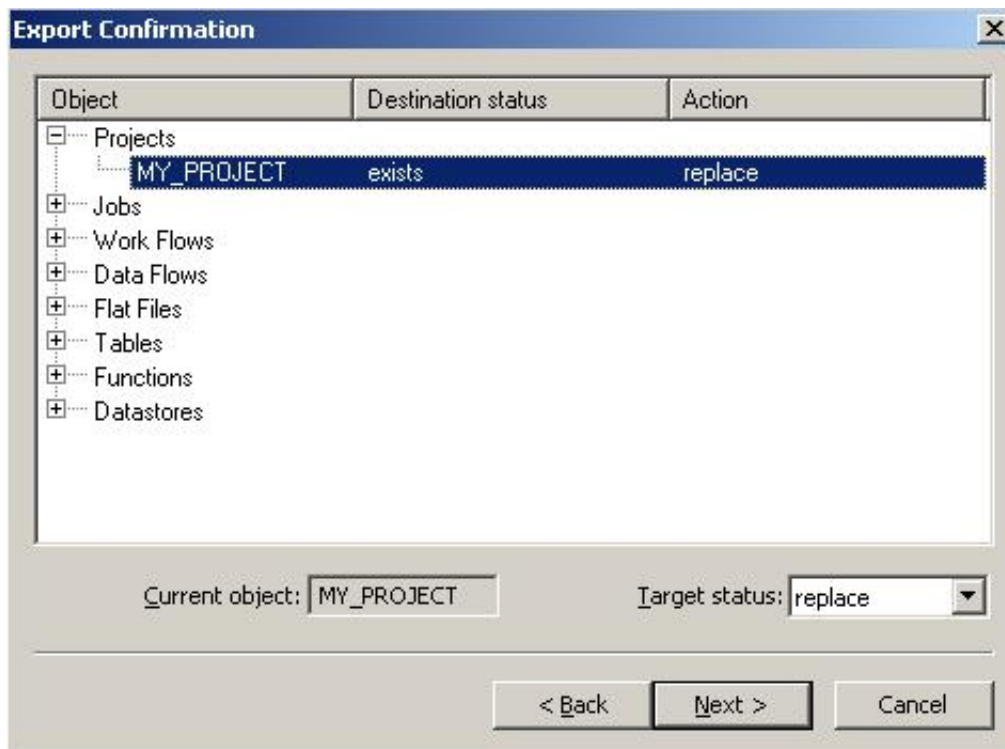 Export Confirmation
Object Destination status Action
Projects
MY_PROJECT exists replace
Jobs
Work Flows
Data Flows
Flat Files
Tables
Functions
Datastores
Current object: MY_PROJECT Target status: replace
< Back Next > Cancel